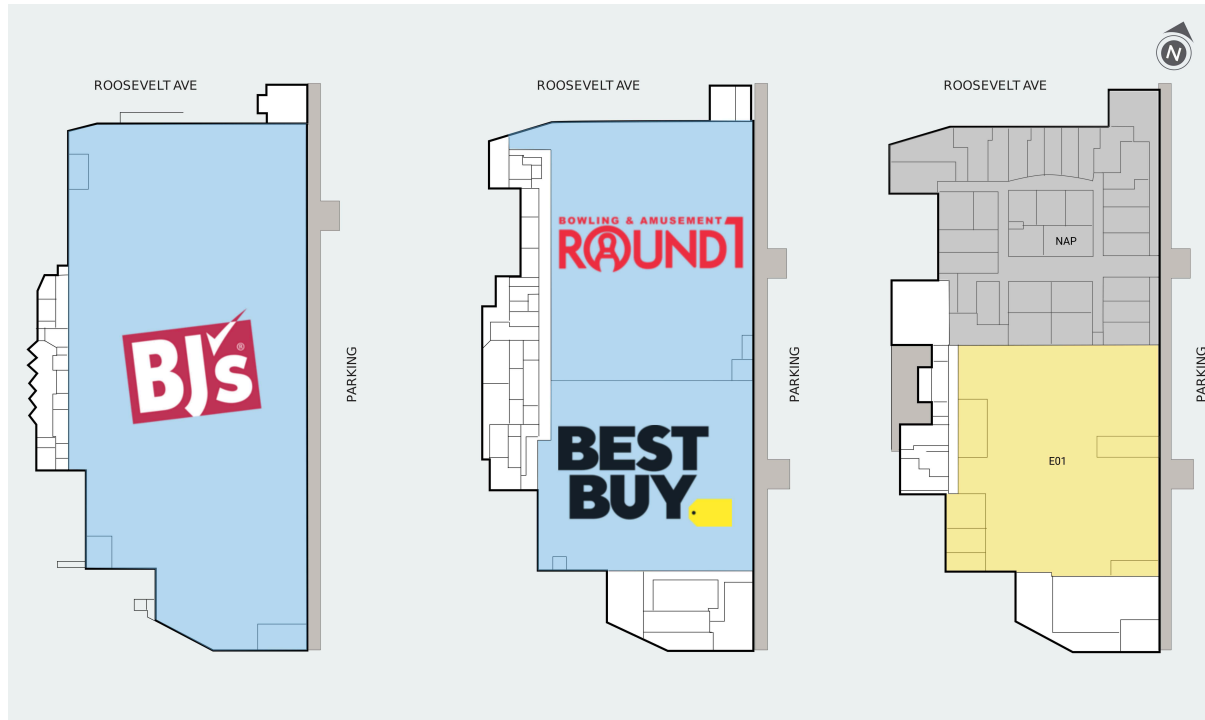 ROOSEVELT AVE
ROOSEVELT AVE
ROOSEVELT AVE
N
BOWLING & AMUSEMENT
ROUND1
NAP
BJ's®
PARKING
PARKING
PARKING
BEST
BUY
E01